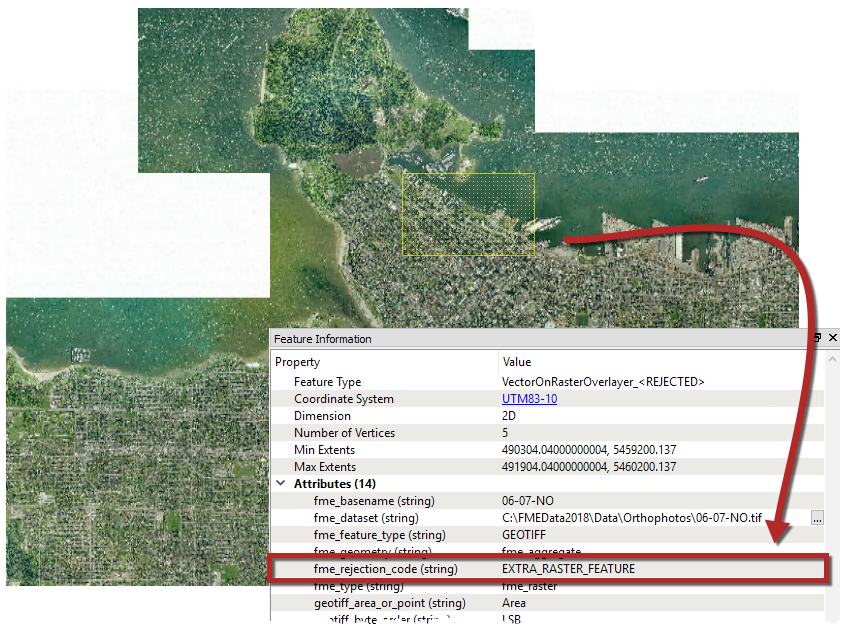 Feature Information
Property Value
Feature Type VectorOnRasterOverlayer_<REJECTED>
Coordinate System UTM83-10
Dimension 2D
Number of Vertices 5
Min Extents 490304.04000000004, 5459200.137
Max Extents 491904.04000000004, 5460200.137
Attributes (14)
fme_basename (string) 06-07-NO
fme_dataset (string) C:\FMEData2018\Data\Orthophotos\06-07-NO.tif ...
fme_feature_type (string) GEOTIFF
fme_geometry (string) fme_aggregate
fme_rejection_code (string) EXTRA_RASTER_FEATURE
fme_type (string) fme_raster
geotiff_area_or_point (string) Area
(string) LSB